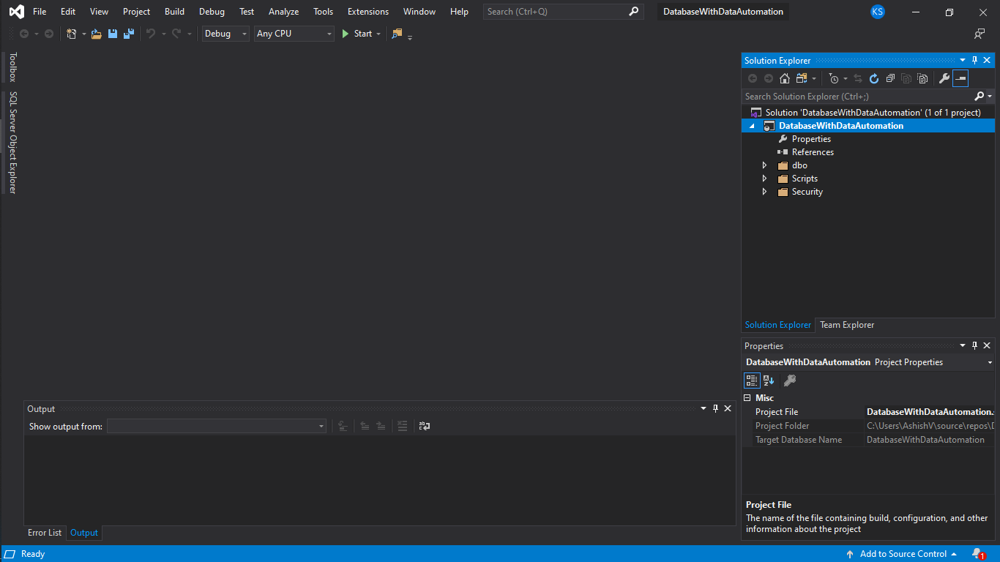 File Edit View Project Build Debug Test Analyze Tools Extensions Window Help Search (Ctrl+Q) DatabaseWithDataAutomation KS
Debug Any CPU Start
Toolbox
SQL Server Object Explorer
Solution Explorer
Search Solution Explorer (Ctrl+;)
Solution 'DatabaseWithDataAutomation' (1 of 1 project)
DatabaseWithDataAutomation
Properties
References
dbo
Scripts
Security
Solution Explorer Team Explorer
Properties
DatabaseWithDataAutomation Project Properties
Misc
Project File DatabaseWithDataAutomation.
Project Folder C:\Users\AshishV\source\repos\D
Target Database Name DatabaseWithDataAutomation
Project File
The name of the file containing build, configuration, and other
information about the project
Output
Show output from:
Error List Output
Ready Add to Source Control 1